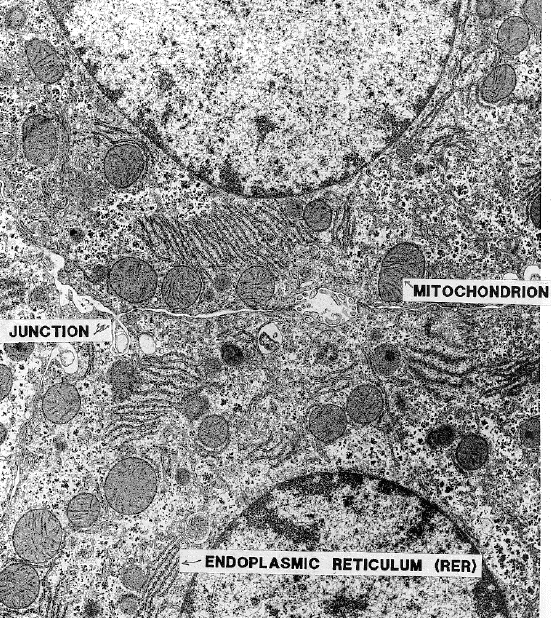 MITOCHONDRION
JUNCTION
ENDOPLASMIC RETICULUM (RER)